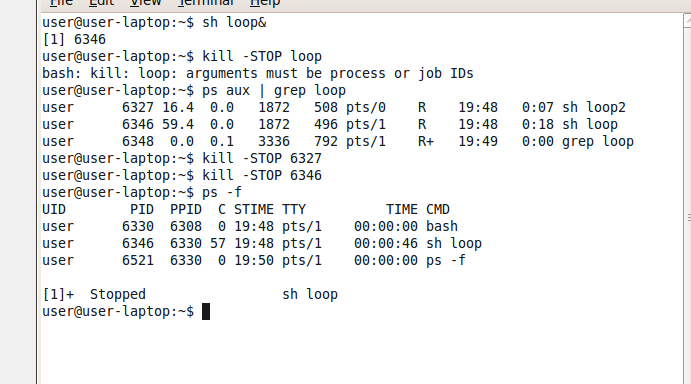 File Edit View Terminal Help
user@user-laptop:~$ sh loop&
[1] 6346
user@user-laptop:~$ kill -STOP loop
bash: kill: loop: arguments must be process or job IDs
user@user-laptop:~$ ps aux | grep loop
user      6327 16.4  0.0   1872   508 pts/0    R    19:48   0:07 sh loop2
user      6346 59.4  0.0   1872   496 pts/1    R    19:48   0:18 sh loop
user      6348  0.0  0.1   3336   792 pts/1    R+   19:49   0:00 grep loop
user@user-laptop:~$ kill -STOP 6327
user@user-laptop:~$ kill -STOP 6346
user@user-laptop:~$ ps -f
UID        PID  PPID  C STIME TTY          TIME CMD
user      6330  6308  0 19:48 pts/1    00:00:00 bash
user      6346  6330 57 19:48 pts/1    00:00:46 sh loop
user      6521  6330  0 19:50 pts/1    00:00:00 ps -f
[1]+  Stopped                 sh loop
user@user-laptop:~$